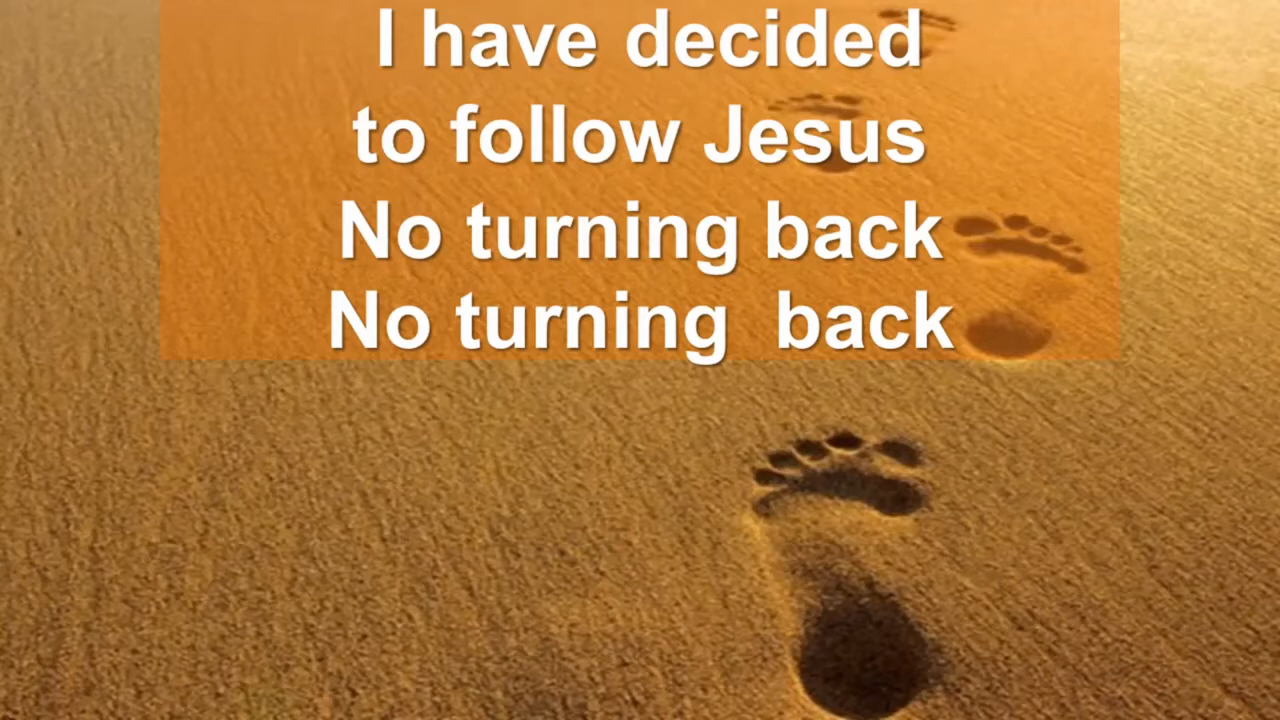 I have decided
to follow Jesus
No turning back
No turning  back